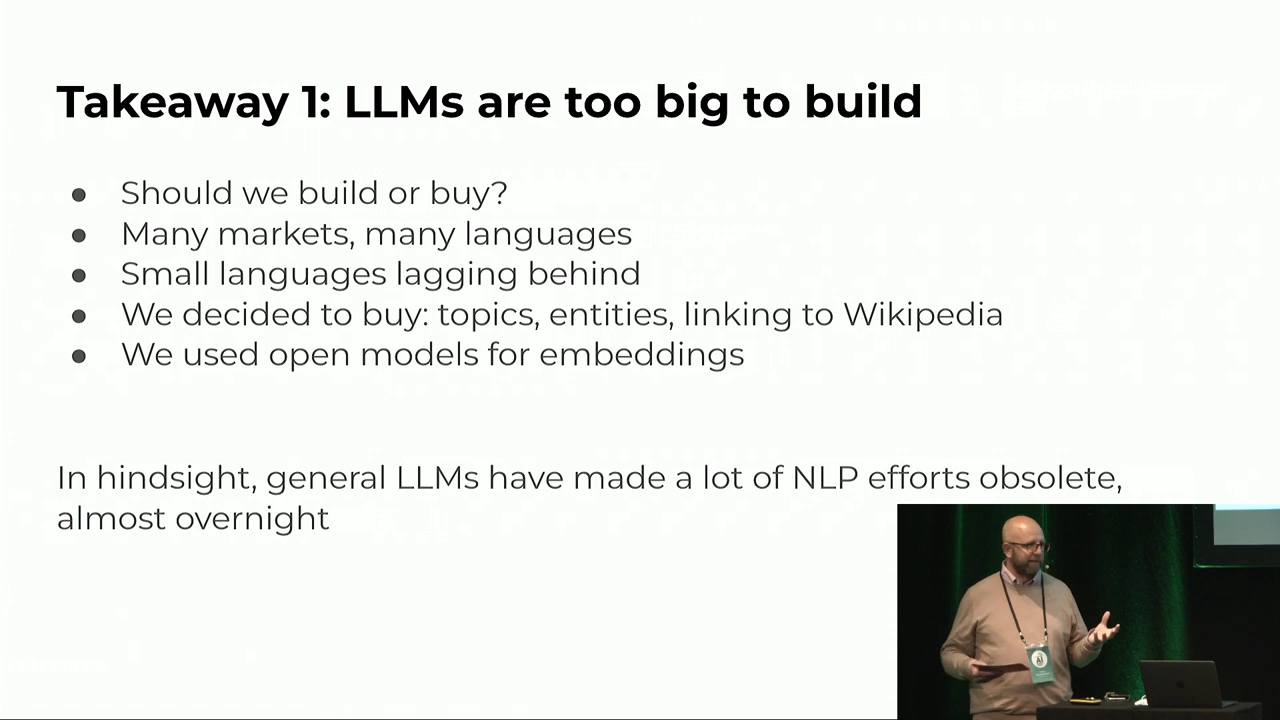 Takeaway 1: LLMs are too big to build
● Should we build or buy?
● Many markets, many languages
● Small languages lagging behind
● We decided to buy: topics, entities, linking to Wikipedia
● We used open models for embeddings
In hindsight, general LLMs have made a lot of NLP efforts obsolete,
almost overnight
AI